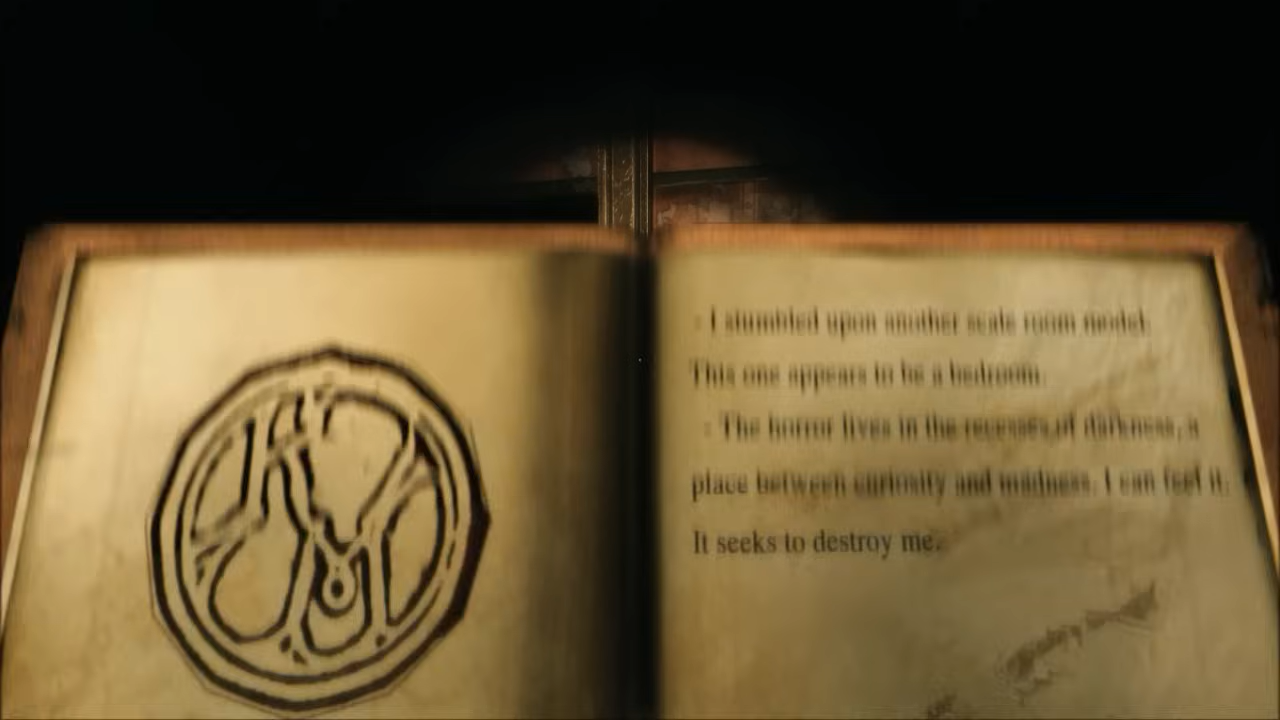 - I stumbled upon another scale room model.
This one appears to be a bedroom.
- The horror lives in the recesses of darkness, a
place between curiosity and madness. I can feel it.
It seeks to destroy me.